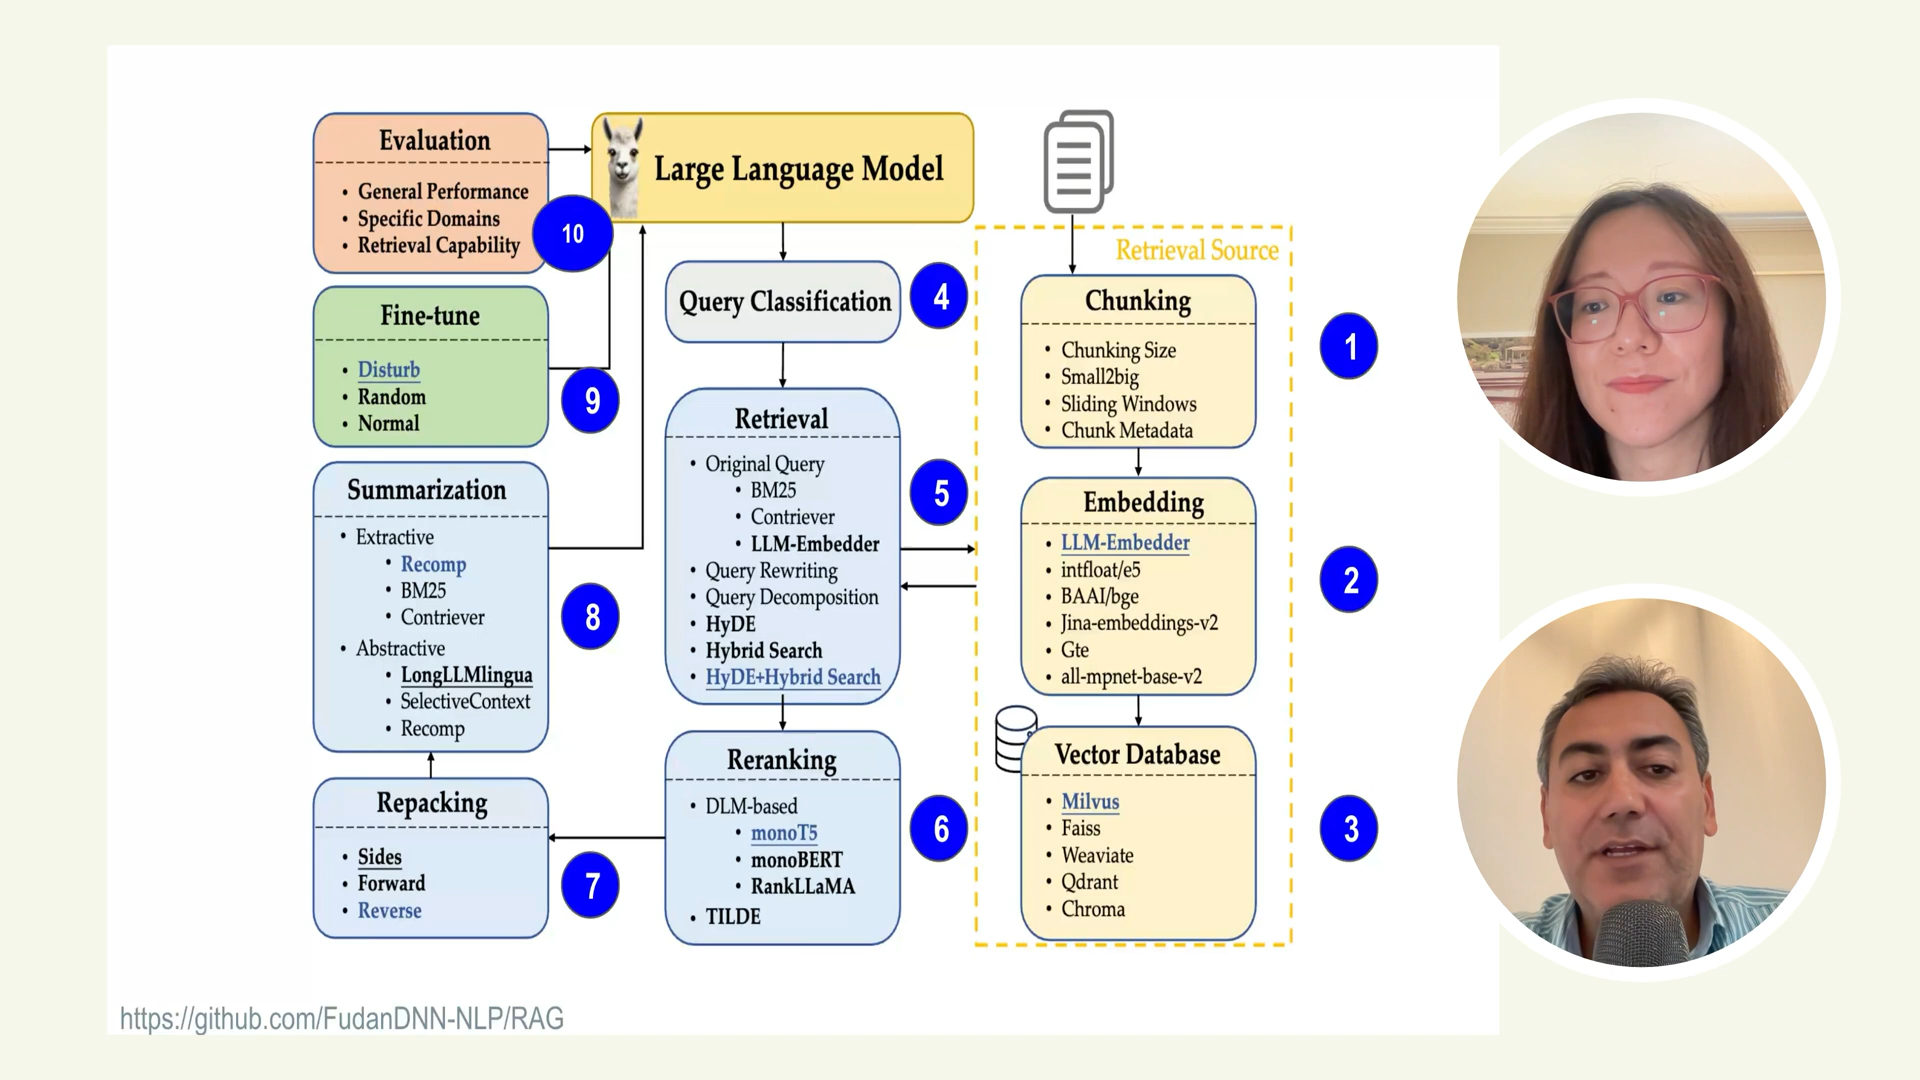 Evaluation
• General Performance
• Specific Domains
• Retrieval Capability
10
Large Language Model
Fine-tune
• Disturb
• Random
• Normal
9
Summarization
• Extractive
• Recomp
• BM25
• Contriever
• Abstractive
• LongLLMlingua
• SelectiveContext
• Recomp
8
Repacking
• Sides
• Forward
• Reverse
7
Query Classification
4
Retrieval
• Original Query
• BM25
• Contriever
• LLM-Embedder
• Query Rewriting
• Query Decomposition
• HyDE
• Hybrid Search
• HyDE+Hybrid Search
5
Reranking
• DLM-based
• monoT5
• monoBERT
• RankLLaMA
• TILDE
6
Retrieval Source
Chunking
• Chunking Size
• Small2big
• Sliding Windows
• Chunk Metadata
1
Embedding
• LLM-Embedder
• intfloat/e5
• BAAI/bge
• Jina-embeddings-v2
• Gte
• all-mpnet-base-v2
2
Vector Database
• Milvus
• Faiss
• Weaviate
• Qdrant
• Chroma
3
https://github.com/FudanDNN-NLP/RAG